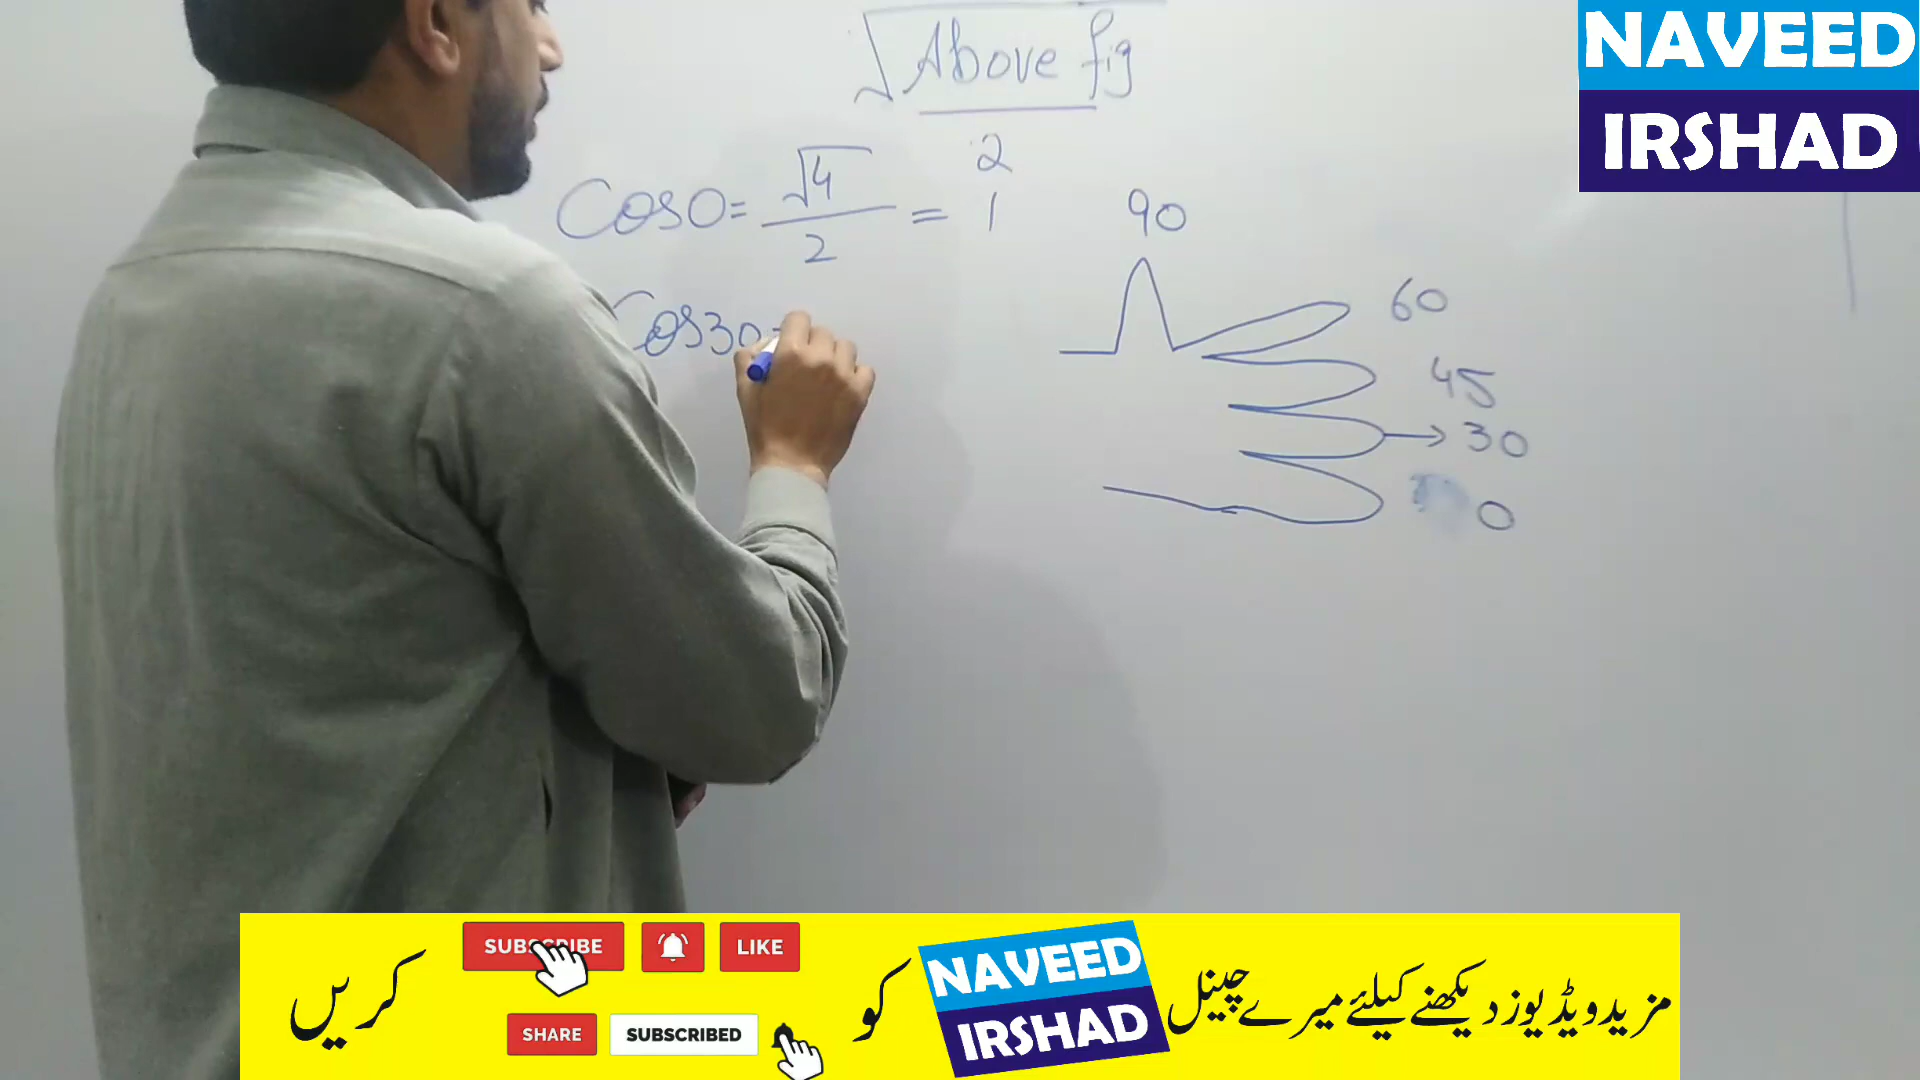 NAVEED
IRSHAD
√Above fig
2
Cos0 = √4/2 = 1
Cos30=
90
60
45
→30
0
SUBSCRIBE
LIKE
SHARE
SUBSCRIBED
مزید ویڈیوز دیکھنے کیلئے میرے چینل NAVEED IRSHAD کو کریں